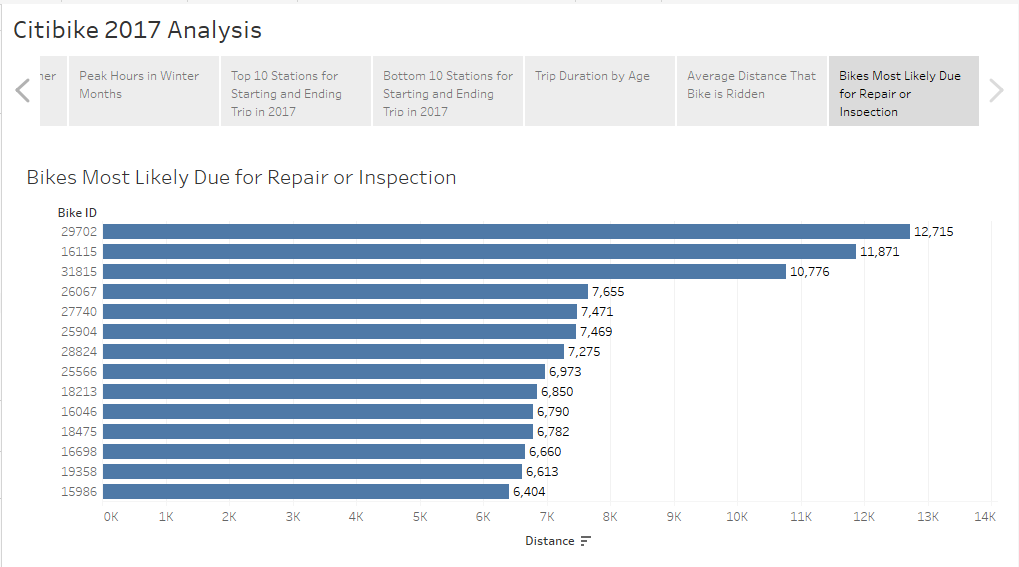 Citibike 2017 Analysis
Peak Hours in Winter
Months
Top 10 Stations for
Starting and Ending
Trip in 2017
Bottom 10 Stations for
Starting and Ending
Trip in 2017
Trip Duration by Age
Average Distance That
Bike is Ridden
Bikes Most Likely Due
for Repair or
Inspection
Bikes Most Likely Due for Repair or Inspection
Bike ID
29702 12,715
16115 11,871
31815 10,776
26067 7,655
27740 7,471
25904 7,469
28824 7,275
25566 6,973
18213 6,850
16046 6,790
18475 6,782
16698 6,660
19358 6,613
15986 6,404
0K 1K 2K 3K 4K 5K 6K 7K 8K 9K 10K 11K 12K 13K 14K
Distance